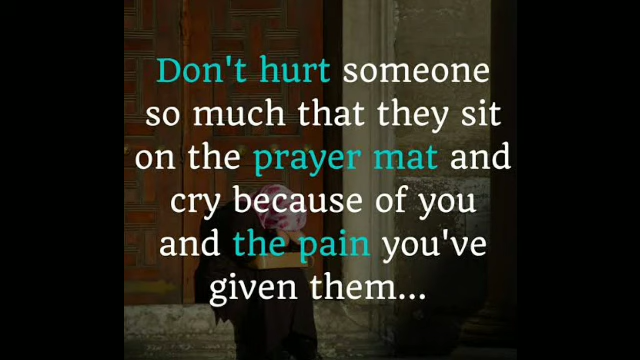 Don't hurt someone
so much that they sit
on the prayer mat and
cry because of you
and the pain you've
given them...